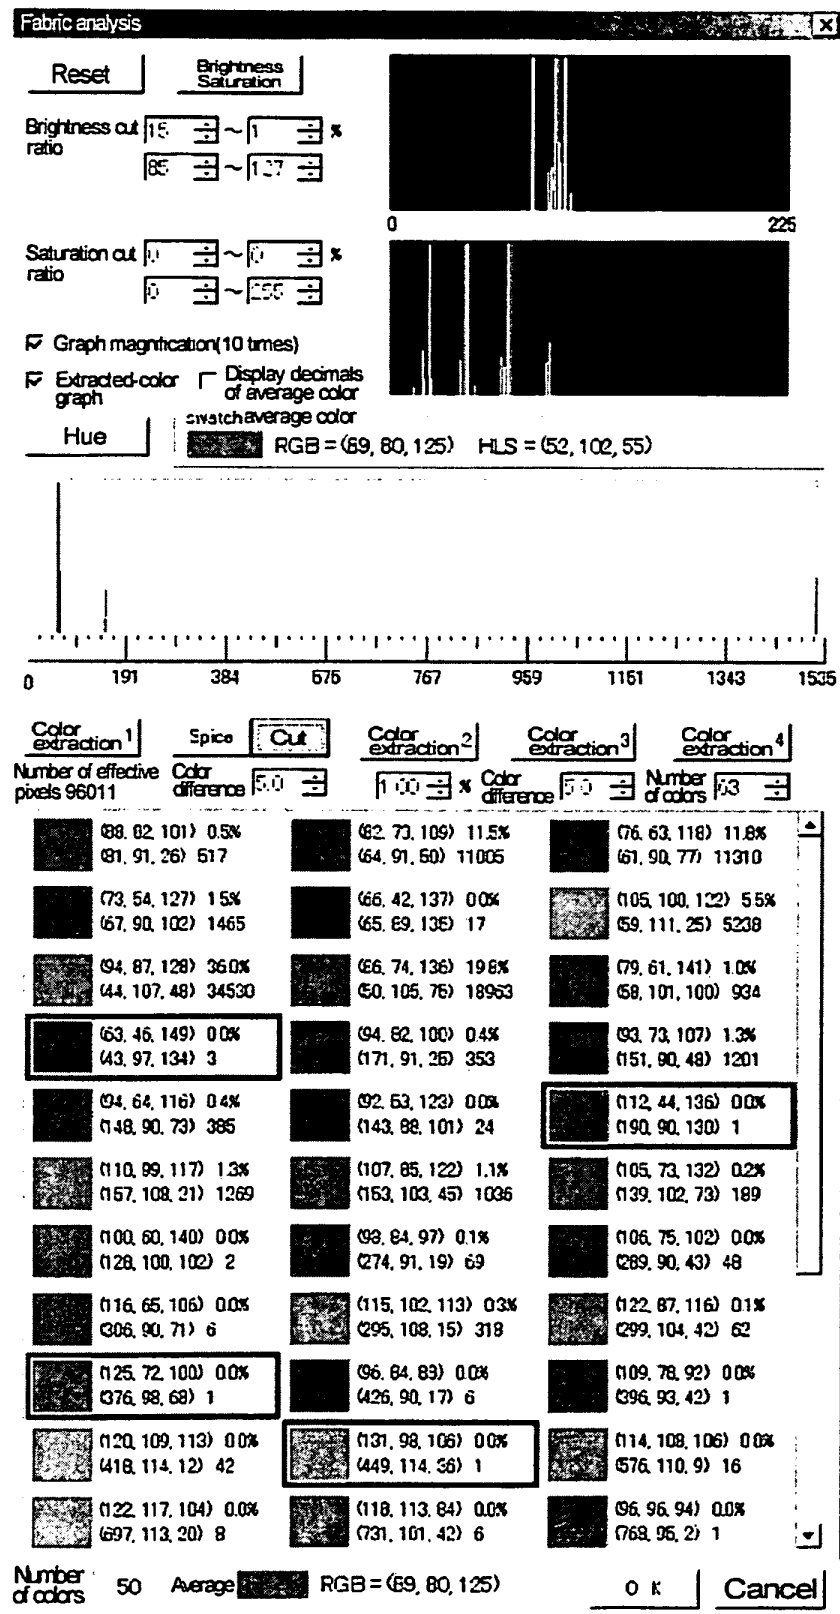 Fabric analysis
Reset
Brightness
Saturation
Brightness cut ratio 15 ~ 1 %
85 ~ 127
0 225
Saturation cut ratio 0 ~ 0 %
0 ~ 255
Graph magnification(10 times)
Extracted-color graph
Display decimals of average color
Hue
swatch average color
RGB = (89, 80, 125) HLS = (52, 102, 55)
0 191 384 575 767 959 1151 1343 1535
Color extraction 1
Spice
Cut
Color extraction 2
Color extraction 3
Color extraction 4
Number of effective pixels 96011
Color difference 5.0
1.00 %
Color difference 5.0
Number of colors 63
(88, 82, 101) 0.5% (82, 73, 109) 11.5% (76, 63, 118) 11.8%
(81, 91, 26) 517 (64, 91, 50) 11005 (61, 90, 77) 11310
(73, 54, 127) 1.5% (66, 42, 137) 0.0% (105, 100, 122) 5.5%
(67, 90, 102) 1465 (65, 89, 136) 17 (59, 111, 25) 5238
(94, 87, 128) 36.0% (86, 74, 136) 19.8% (79, 61, 141) 1.0%
(44, 107, 48) 34530 (50, 105, 76) 18963 (58, 101, 100) 934
(63, 46, 149) 0.0% (94, 82, 100) 0.4% (93, 73, 107) 1.3%
(43, 97, 134) 3 (171, 91, 25) 353 (151, 90, 48) 1201
(94, 64, 116) 0.4% (92, 53, 123) 0.0% (112, 44, 136) 0.0%
(148, 90, 73) 385 (143, 88, 101) 24 (190, 90, 130) 1
(110, 99, 117) 1.3% (107, 85, 122) 1.1% (105, 73, 132) 0.2%
(157, 108, 21) 1269 (153, 103, 45) 1036 (139, 102, 73) 189
(100, 60, 140) 0.0% (93, 84, 97) 0.1% (106, 75, 102) 0.0%
(128, 100, 102) 2 (274, 91, 19) 69 (289, 90, 43) 48
(116, 65, 106) 0.0% (115, 102, 113) 0.3% (122, 87, 116) 0.1%
(306, 90, 71) 6 (295, 108, 15) 318 (299, 104, 42) 62
(125, 72, 100) 0.0% (96, 84, 89) 0.0% (109, 78, 92) 0.0%
(376, 98, 68) 1 (426, 90, 17) 6 (396, 93, 42) 1
(120, 109, 113) 0.0% (131, 98, 106) 0.0% (114, 108, 106) 0.0%
(418, 114, 12) 42 (449, 114, 36) 1 (576, 110, 9) 16
(122, 117, 104) 0.0% (118, 113, 84) 0.0% (96, 96, 94) 0.0%
(697, 113, 20) 8 (731, 101, 42) 6 (768, 95, 2) 1
Number of colors 50 Average RGB = (89, 80, 125) OK Cancel